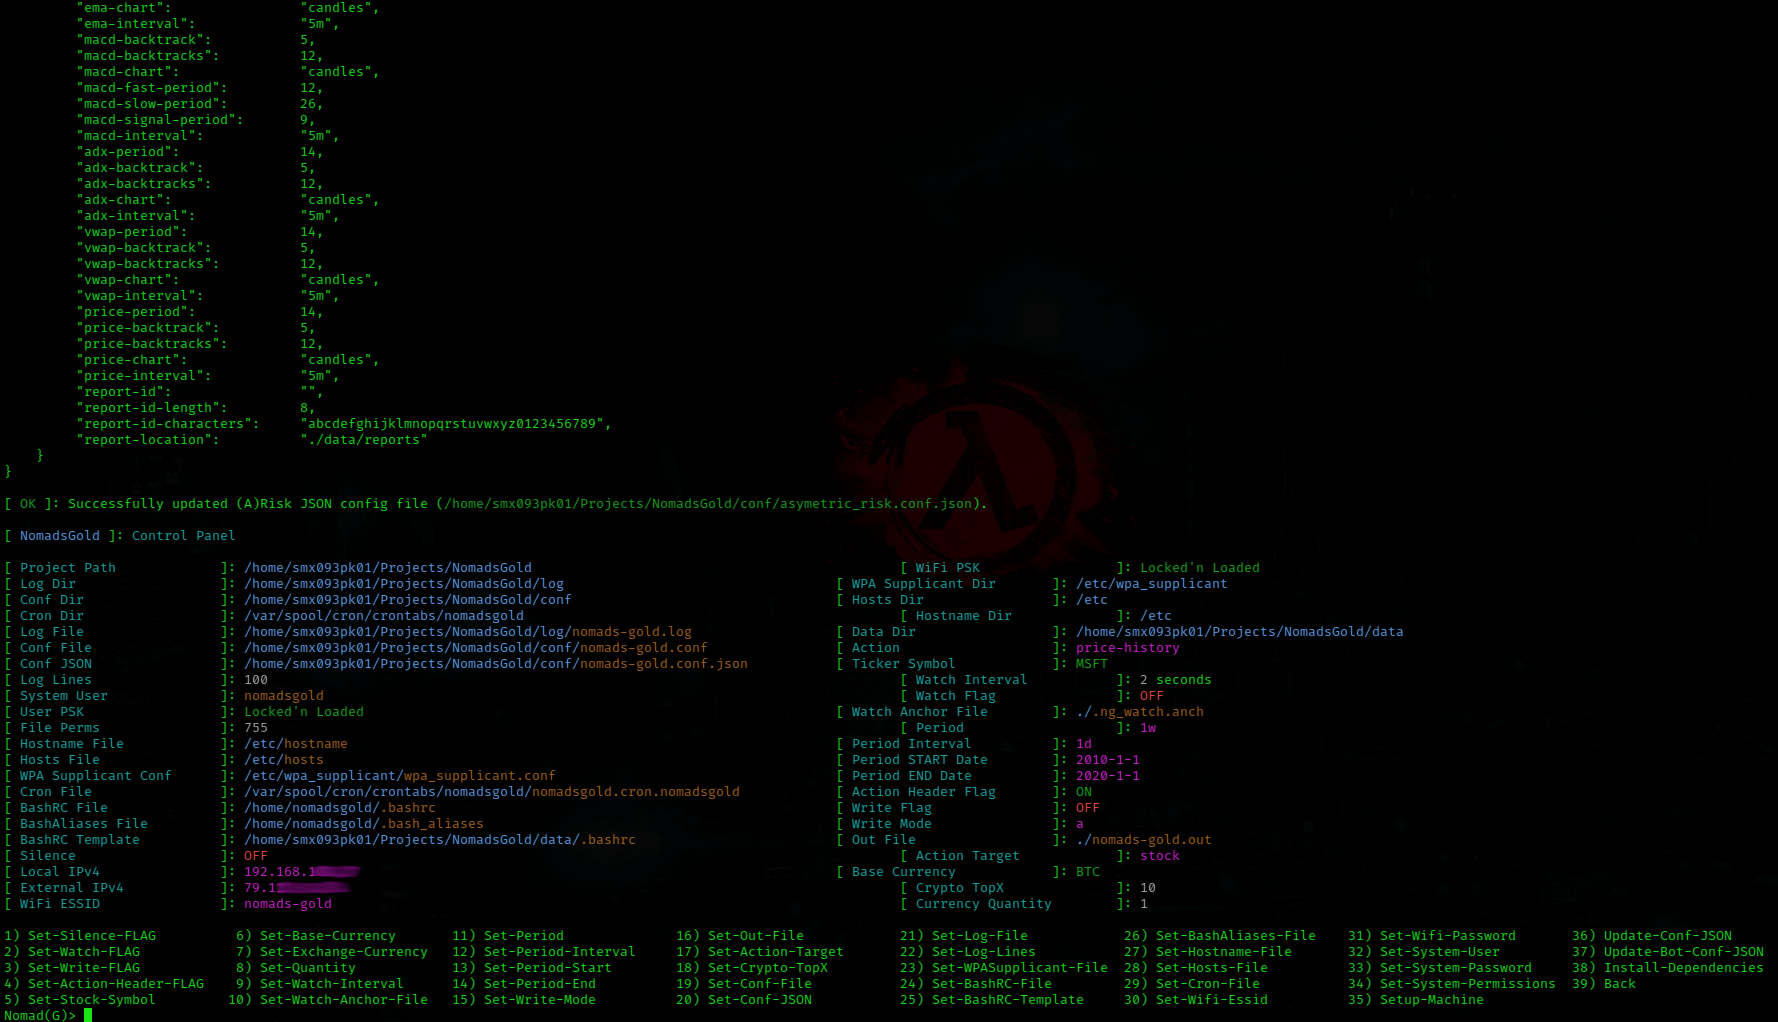 "ema-chart": "candles",
"ema-interval": "5m",
"macd-backtrack": 5,
"macd-backtracks": 12,
"macd-chart": "candles",
"macd-fast-period": 12,
"macd-slow-period": 26,
"macd-signal-period": 9,
"macd-interval": "5m",
"adx-period": 14,
"adx-backtrack": 5,
"adx-backtracks": 12,
"adx-chart": "candles",
"adx-interval": "5m",
"vwap-period": 14,
"vwap-backtrack": 5,
"vwap-backtracks": 12,
"vwap-chart": "candles",
"vwap-interval": "5m",
"price-period": 14,
"price-backtrack": 5,
"price-backtracks": 12,
"price-chart": "candles",
"price-interval": "5m",
"report-id": "",
"report-id-length": 8,
"report-id-characters": "abcdefghijklmnopqrstuvwxyz0123456789",
"report-location": "./data/reports"
}
}
[ OK ]: Successfully updated (A)Risk JSON config file (/home/smx093pk01/Projects/NomadsGold/conf/asymetric_risk.conf.json).
[ NomadsGold ]: Control Panel
[ Project Path ]: /home/smx093pk01/Projects/NomadsGold [ WiFi PSK ]: Locked'n Loaded
[ Log Dir ]: /home/smx093pk01/Projects/NomadsGold/log [ WPA Supplicant Dir ]: /etc/wpa_supplicant
[ Conf Dir ]: /home/smx093pk01/Projects/NomadsGold/conf [ Hosts Dir ]: /etc
[ Cron Dir ]: /var/spool/cron/crontabs/nomadsgold [ Hostname Dir ]: /etc
[ Log File ]: /home/smx093pk01/Projects/NomadsGold/log/nomads-gold.log [ Data Dir ]: /home/smx093pk01/Projects/NomadsGold/data
[ Conf File ]: /home/smx093pk01/Projects/NomadsGold/conf/nomads-gold.conf [ Action ]: price-history
[ Conf JSON ]: /home/smx093pk01/Projects/NomadsGold/conf/nomads-gold.conf.json [ Ticker Symbol ]: MSFT
[ Log Lines ]: 100 [ Watch Interval ]: 2 seconds
[ System User ]: nomadsgold [ Watch Flag ]: OFF
[ User PSK ]: Locked'n Loaded [ Watch Anchor File ]: ./.ng_watch.anch
[ File Perms ]: 755 [ Period ]: 1w
[ Hostname File ]: /etc/hostname [ Period Interval ]: 1d
[ Hosts File ]: /etc/hosts [ Period START Date ]: 2010-1-1
[ WPA Supplicant Conf ]: /etc/wpa_supplicant/wpa_supplicant.conf [ Period END Date ]: 2020-1-1
[ Cron File ]: /var/spool/cron/crontabs/nomadsgold/nomadsgold.cron.nomadsgold [ Action Header Flag ]: ON
[ BashRC File ]: /home/nomadsgold/.bashrc [ Write Flag ]: OFF
[ BashAliases File ]: /home/nomadsgold/.bash_aliases [ Write Mode ]: a
[ BashRC Template ]: /home/smx093pk01/Projects/NomadsGold/data/.bashrc [ Out File ]: ./nomads-gold.out
[ Silence ]: OFF [ Action Target ]: stock
[ Local IPv4 ]: 192.168.1 [ Base Currency ]: BTC
[ External IPv4 ]: 79.1 [ Crypto TopX ]: 10
[ WiFi ESSID ]: nomads-gold [ Currency Quantity ]: 1
1) Set-Silence-FLAG 6) Set-Base-Currency 11) Set-Period 16) Set-Out-File 21) Set-Log-File 26) Set-BashAliases-File 31) Set-Wifi-Password 36) Update-Conf-JSON
2) Set-Watch-FLAG 7) Set-Exchange-Currency 12) Set-Period-Interval 17) Set-Action-Target 22) Set-Log-Lines 27) Set-Hostname-File 32) Set-System-User 37) Update-Bot-Conf-JSON
3) Set-Write-FLAG 8) Set-Quantity 13) Set-Period-Start 18) Set-Crypto-TopX 23) Set-WPASupplicant-File 28) Set-Hosts-File 33) Set-System-Password 38) Install-Dependencies
4) Set-Action-Header-FLAG 9) Set-Watch-Interval 14) Set-Period-End 19) Set-Conf-File 24) Set-BashRC-File 29) Set-Cron-File 34) Set-System-Permissions 39) Back
5) Set-Stock-Symbol 10) Set-Watch-Anchor-File 15) Set-Write-Mode 20) Set-Conf-JSON 25) Set-BashRC-Template 30) Set-Wifi-Essid 35) Setup-Machine
Nomad(G)>